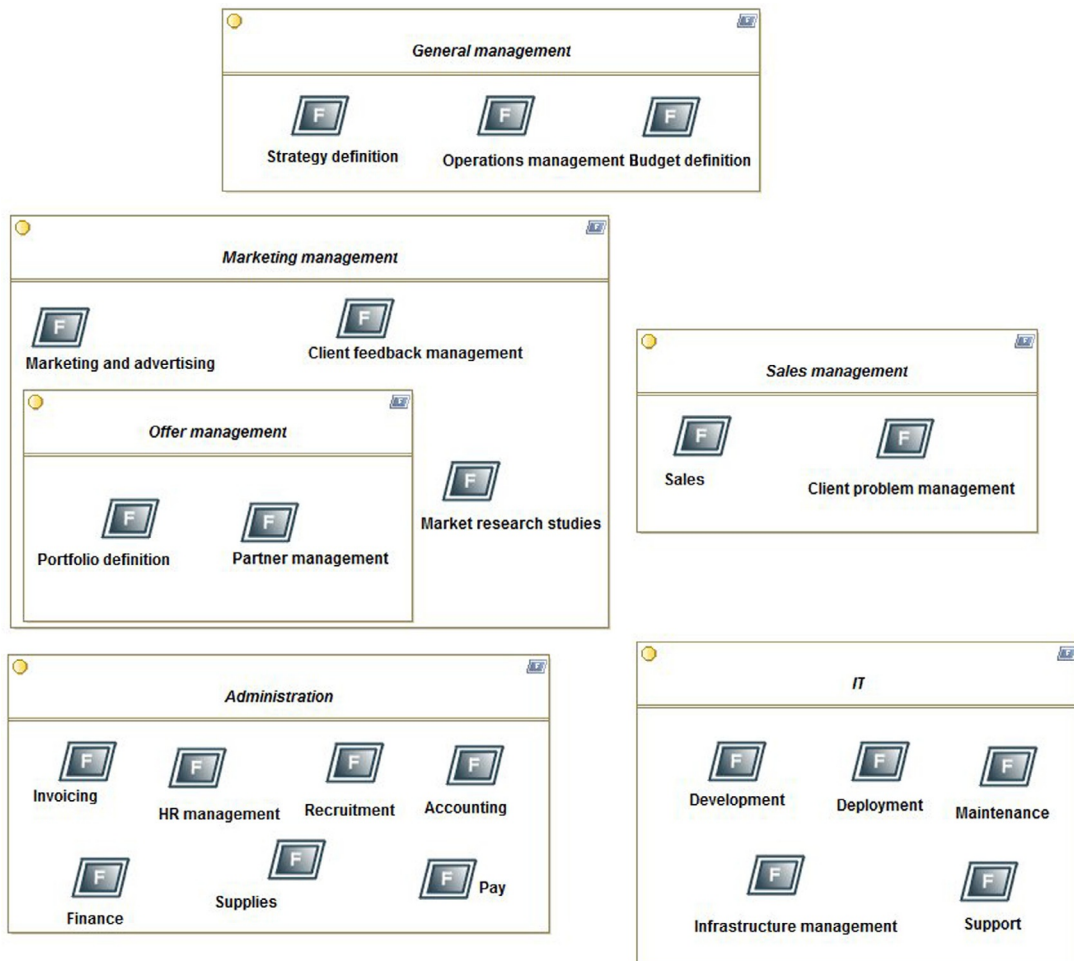 General management
F
F
F
Strategy definition
Operations management
Budget definition
Marketing management
F
F
Marketing and advertising
Client feedback management
Offer management
F
F
Portfolio definition
Partner management
F
Market research studies
Sales management
F
F
Sales
Client problem management
Administration
F
F
F
F
Invoicing
HR management
Recruitment
Accounting
F
F
F
Finance
Supplies
Pay
IT
F
F
F
Development
Deployment
Maintenance
F
F
Infrastructure management
Support